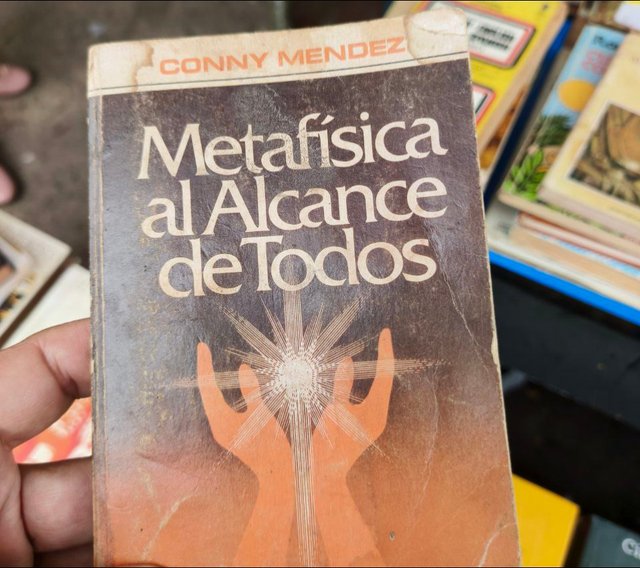 CONNY MENDEZ
Metafísica
al Alcance
de Todos